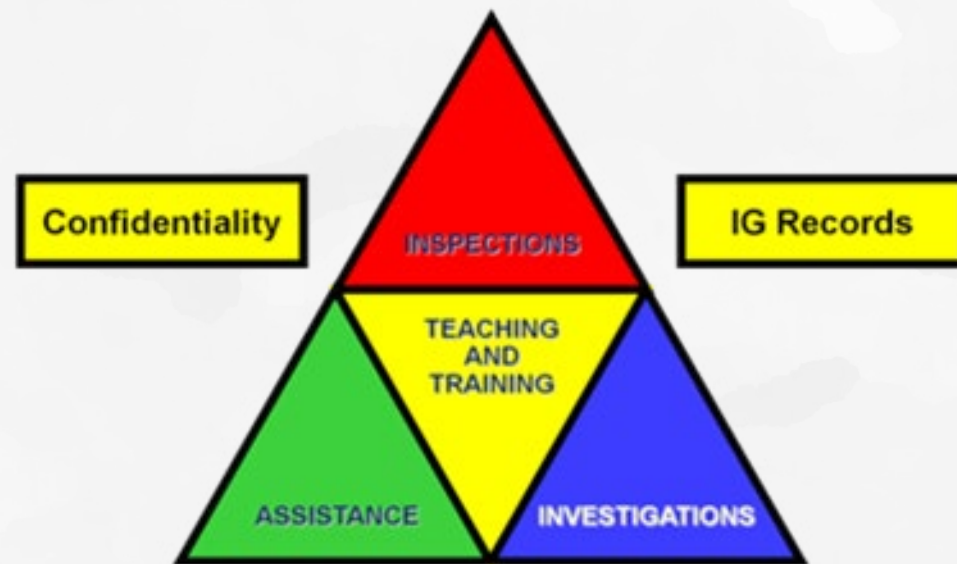 Confidentiality
IG Records
INSPECTIONS
TEACHING
AND
TRAINING
ASSISTANCE
INVESTIGATIONS